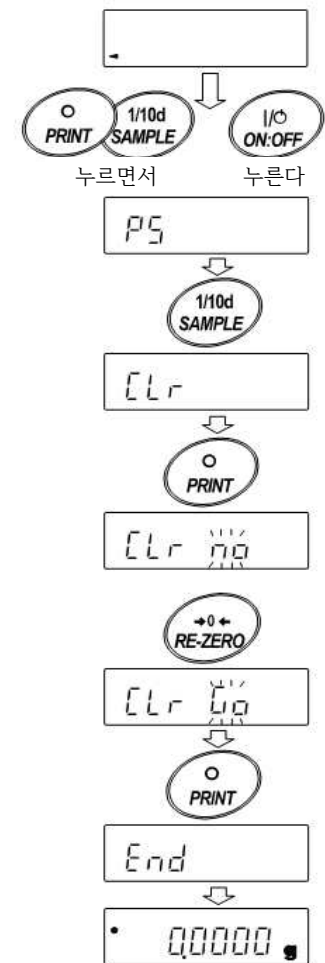 PRINT
1/10d
SAMPLE
I/⏻
ON:OFF
누르면서 누른다
PS
1/10d
SAMPLE
CLr
PRINT
CLr no
→0←
RE-ZERO
CLr Go
PRINT
End
0.0000 g